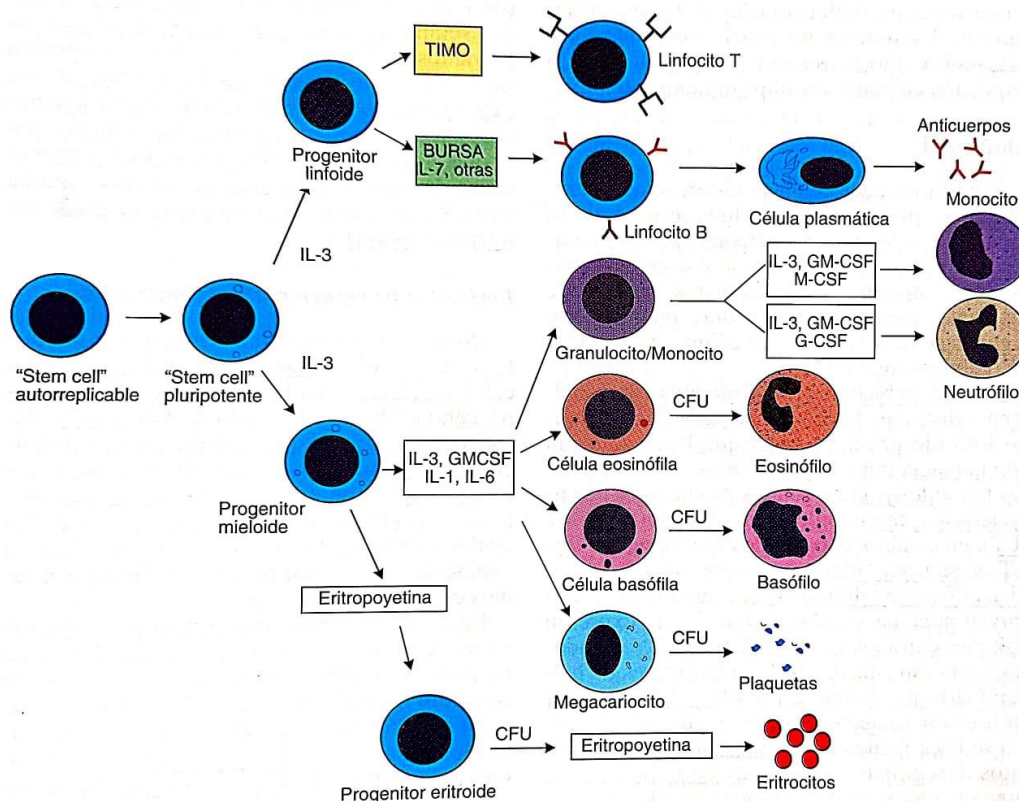 TIMO
Linfocito T
Progenitor
linfoide
BURSA
IL-7, otras
Linfocito B
Célula plasmática
Anticuerpos
Monocito
IL-3
IL-3
"Stem cell"
autorreplicable
"Stem cell"
pluripotente
Granulocito/Monocito
IL-3, GM-CSF
M-CSF
IL-3, GM-CSF
G-CSF
Neutrófilo
Progenitor
mieloide
IL-3, GMCSF
IL-1, IL-6
Célula eosinófila
CFU
Eosinófilo
Célula basófila
CFU
Basófilo
Eritropoyetina
Megacariocito
CFU
Plaquetas
Progenitor eritroide
CFU
Eritropoyetina
Eritrocitos